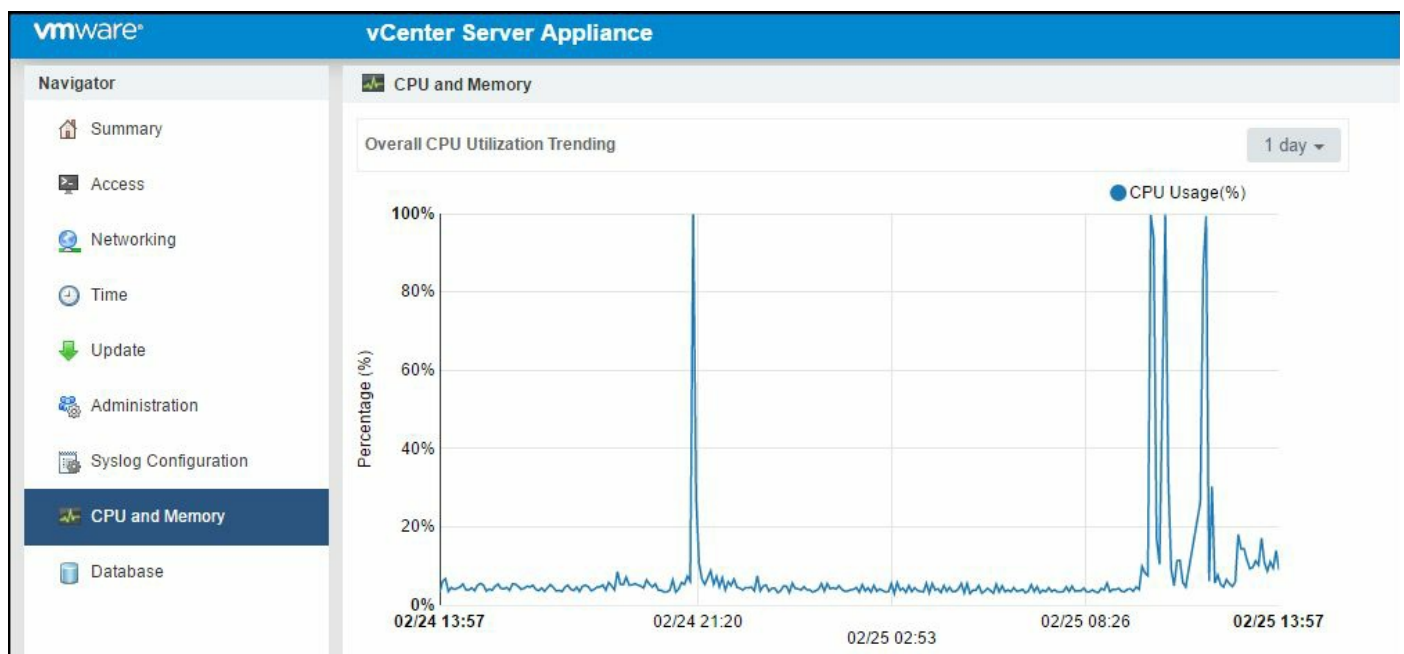 vmware®
vCenter Server Appliance
Navigator
Summary
Access
Networking
Time
Update
Administration
Syslog Configuration
CPU and Memory
Database
CPU and Memory
Overall CPU Utilization Trending
1 day
CPU Usage(%)
Percentage (%)
100%
80%
60%
40%
20%
0%
02/24 13:57
02/24 21:20
02/25 02:53
02/25 08:26
02/25 13:57